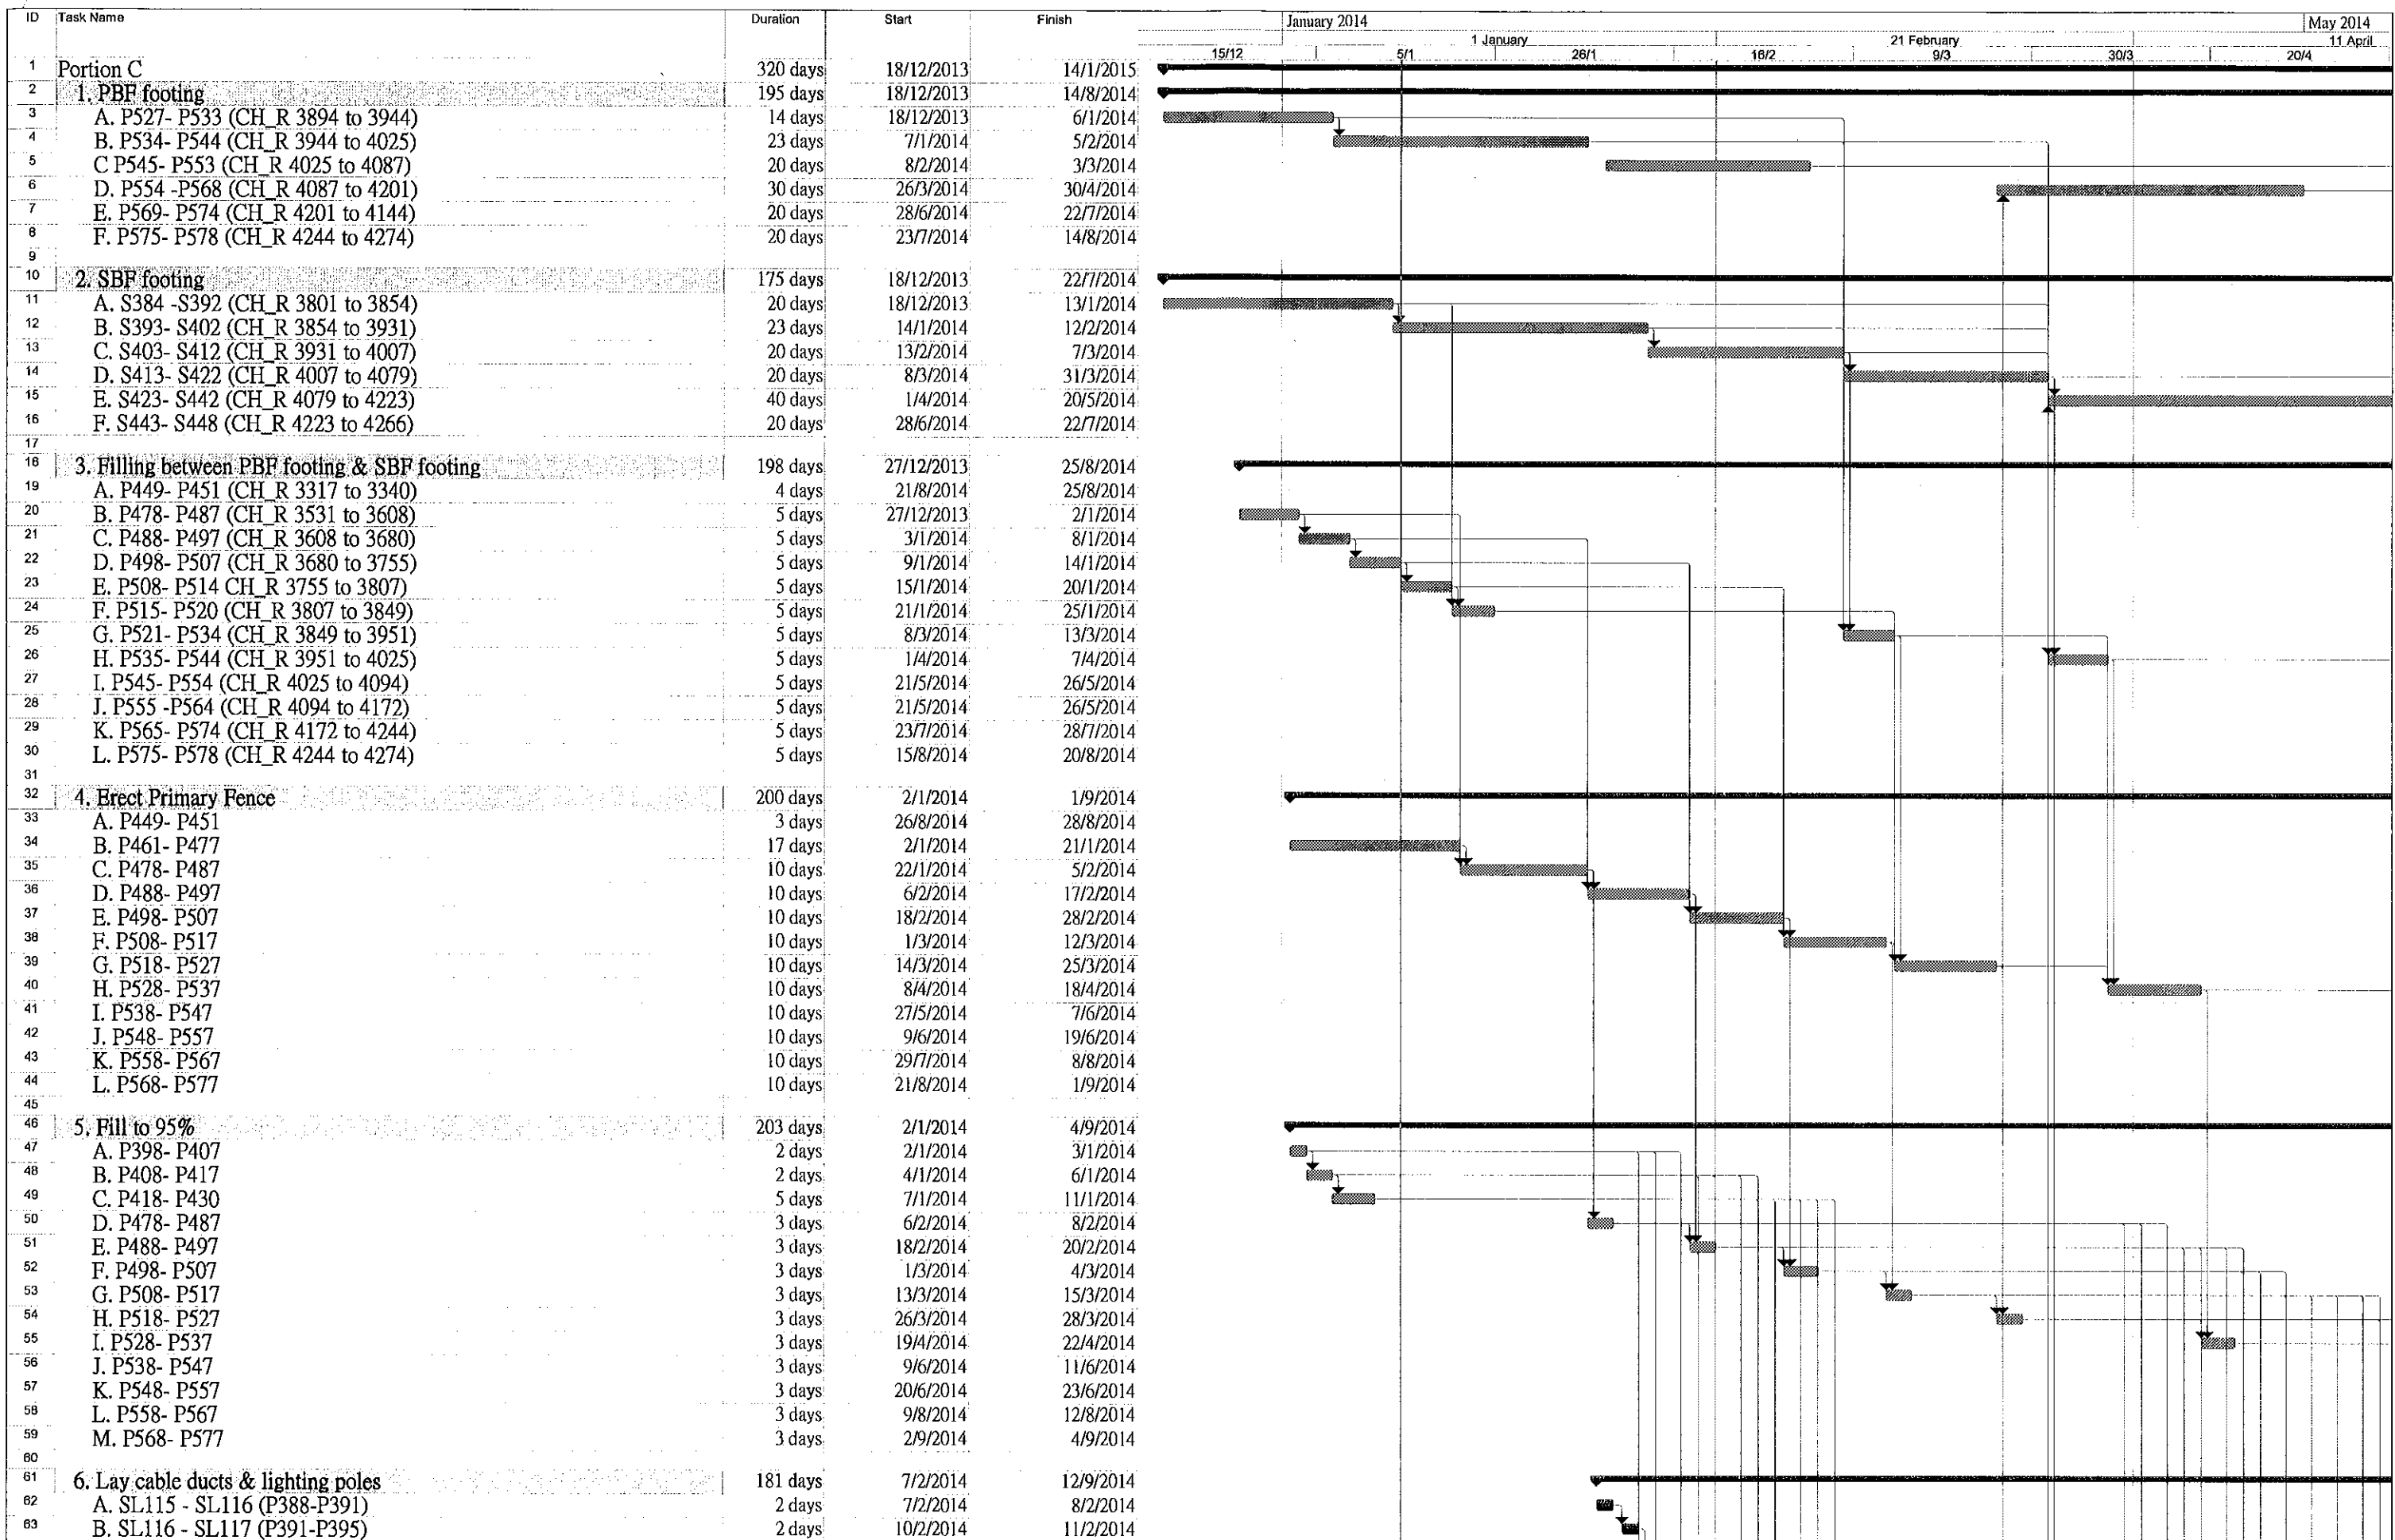 ID Task Name Duration Start Finish January 2014 May 2014
1 January 21 February 11 April
15/12 5/1 26/1 16/2 9/3 30/3 20/4
1 Portion C 320 days 18/12/2013 14/1/2015
2 1. PBF footing 195 days 18/12/2013 14/8/2014
3 A. P527- P533 (CH_R 3894 to 3944) 14 days 18/12/2013 6/1/2014
4 B. P534- P544 (CH_R 3944 to 4025) 23 days 7/1/2014 5/2/2014
5 C P545- P553 (CH_R 4025 to 4087) 20 days 8/2/2014 3/3/2014
6 D. P554 -P568 (CH_R 4087 to 4201) 30 days 26/3/2014 30/4/2014
7 E. P569- P574 (CH_R 4201 to 4144) 20 days 28/6/2014 22/7/2014
8 F. P575- P578 (CH_R 4244 to 4274) 20 days 23/7/2014 14/8/2014
9
10 2. SBF footing 175 days 18/12/2013 22/7/2014
11 A. S384 -S392 (CH_R 3801 to 3854) 20 days 18/12/2013 13/1/2014
12 B. S393- S402 (CH_R 3854 to 3931) 23 days 14/1/2014 12/2/2014
13 C. S403- S412 (CH_R 3931 to 4007) 20 days 13/2/2014 7/3/2014
14 D. S413- S422 (CH_R 4007 to 4079) 20 days 8/3/2014 31/3/2014
15 E. S423- S442 (CH_R 4079 to 4223) 40 days 1/4/2014 20/5/2014
16 F. S443- S448 (CH_R 4223 to 4266) 20 days 28/6/2014 22/7/2014
17
18 3. Filling between PBF footing & SBF footing 198 days 27/12/2013 25/8/2014
19 A. P449- P451 (CH_R 3317 to 3340) 4 days 21/8/2014 25/8/2014
20 B. P478- P487 (CH_R 3531 to 3608) 5 days 27/12/2013 2/1/2014
21 C. P488- P497 (CH_R 3608 to 3680) 5 days 3/1/2014 8/1/2014
22 D. P498- P507 (CH_R 3680 to 3755) 5 days 9/1/2014 14/1/2014
23 E. P508- P514 CH_R 3755 to 3807) 5 days 15/1/2014 20/1/2014
24 F. P515- P520 (CH_R 3807 to 3849) 5 days 21/1/2014 25/1/2014
25 G. P521- P534 (CH_R 3849 to 3951) 5 days 8/3/2014 13/3/2014
26 H. P535- P544 (CH_R 3951 to 4025) 5 days 1/4/2014 7/4/2014
27 I. P545- P554 (CH_R 4025 to 4094) 5 days 21/5/2014 26/5/2014
28 J. P555 -P564 (CH_R 4094 to 4172) 5 days 21/5/2014 26/5/2014
29 K. P565- P574 (CH_R 4172 to 4244) 5 days 23/7/2014 28/7/2014
30 L. P575- P578 (CH_R 4244 to 4274) 5 days 15/8/2014 20/8/2014
31
32 4. Erect Primary Fence 200 days 2/1/2014 1/9/2014
33 A. P449- P451 3 days 26/8/2014 28/8/2014
34 B. P461- P477 17 days 2/1/2014 21/1/2014
35 C. P478- P487 10 days 22/1/2014 5/2/2014
36 D. P488- P497 10 days 6/2/2014 17/2/2014
37 E. P498- P507 10 days 18/2/2014 28/2/2014
38 F. P508- P517 10 days 1/3/2014 12/3/2014
39 G. P518- P527 10 days 14/3/2014 25/3/2014
40 H. P528- P537 10 days 8/4/2014 18/4/2014
41 I. P538- P547 10 days 27/5/2014 7/6/2014
42 J. P548- P557 10 days 9/6/2014 19/6/2014
43 K. P558- P567 10 days 29/7/2014 8/8/2014
44 L. P568- P577 10 days 21/8/2014 1/9/2014
45
46 5. Fill to 95% 203 days 2/1/2014 4/9/2014
47 A. P398- P407 2 days 2/1/2014 3/1/2014
48 B. P408- P417 2 days 4/1/2014 6/1/2014
49 C. P418- P430 5 days 7/1/2014 11/1/2014
50 D. P478- P487 3 days 6/2/2014 8/2/2014
51 E. P488- P497 3 days 18/2/2014 20/2/2014
52 F. P498- P507 3 days 1/3/2014 4/3/2014
53 G. P508- P517 3 days 13/3/2014 15/3/2014
54 H. P518- P527 3 days 26/3/2014 28/3/2014
55 I. P528- P537 3 days 19/4/2014 22/4/2014
56 J. P538- P547 3 days 9/6/2014 11/6/2014
57 K. P548- P557 3 days 20/6/2014 23/6/2014
58 L. P558- P567 3 days 9/8/2014 12/8/2014
59 M. P568- P577 3 days 2/9/2014 4/9/2014
60
61 6. Lay cable ducts & lighting poles 181 days 7/2/2014 12/9/2014
62 A. SL115 - SL116 (P388-P391) 2 days 7/2/2014 8/2/2014
63 B. SL116 - SL117 (P391-P395) 2 days 10/2/2014 11/2/2014